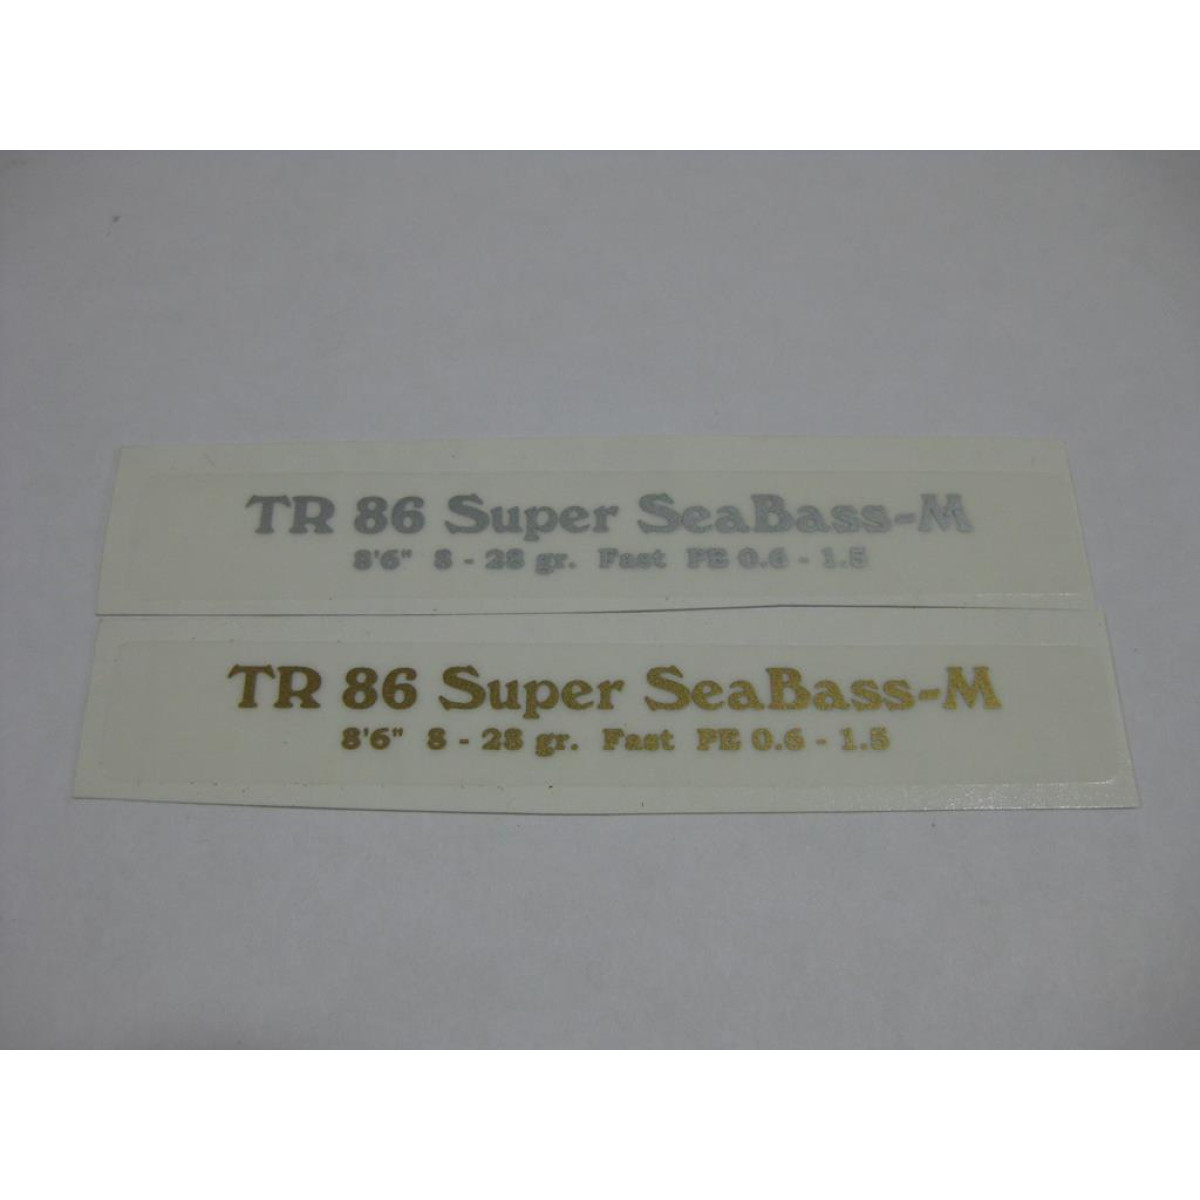 TR 86 Super SeaBass-M
8'6" 8 - 28 gr. Fast PE 0.6 - 1.5
TR 86 Super SeaBass-M
8'6" 8 - 28 gr. Fast PE 0.6 - 1.5